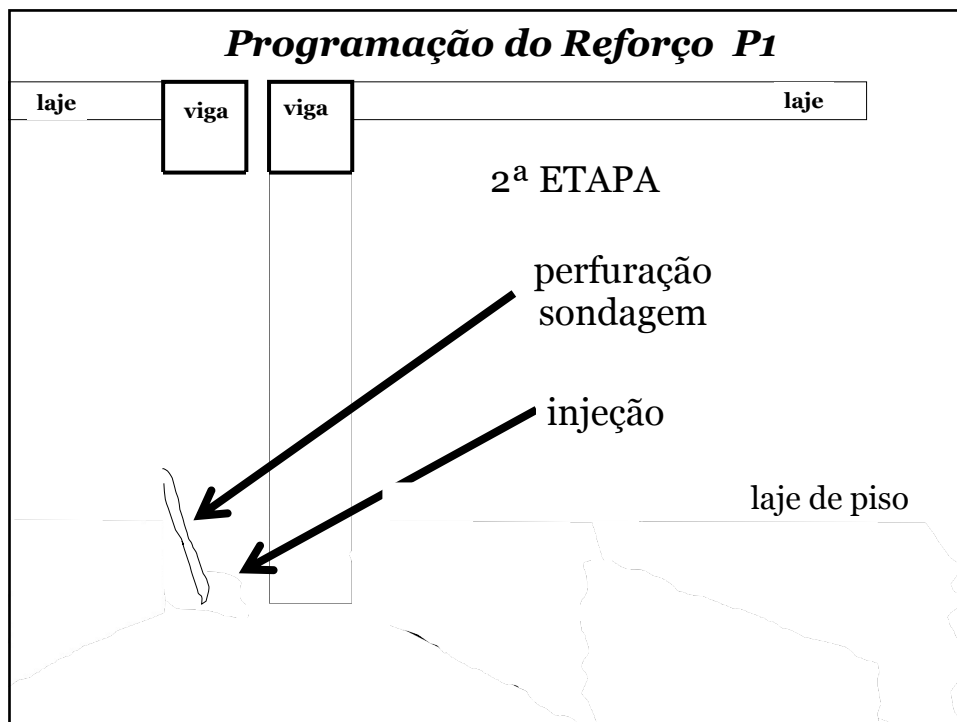 Programação do Reforço P1
laje
viga
viga
laje
2ª ETAPA
perfuração
sondagem
injeção
laje de piso